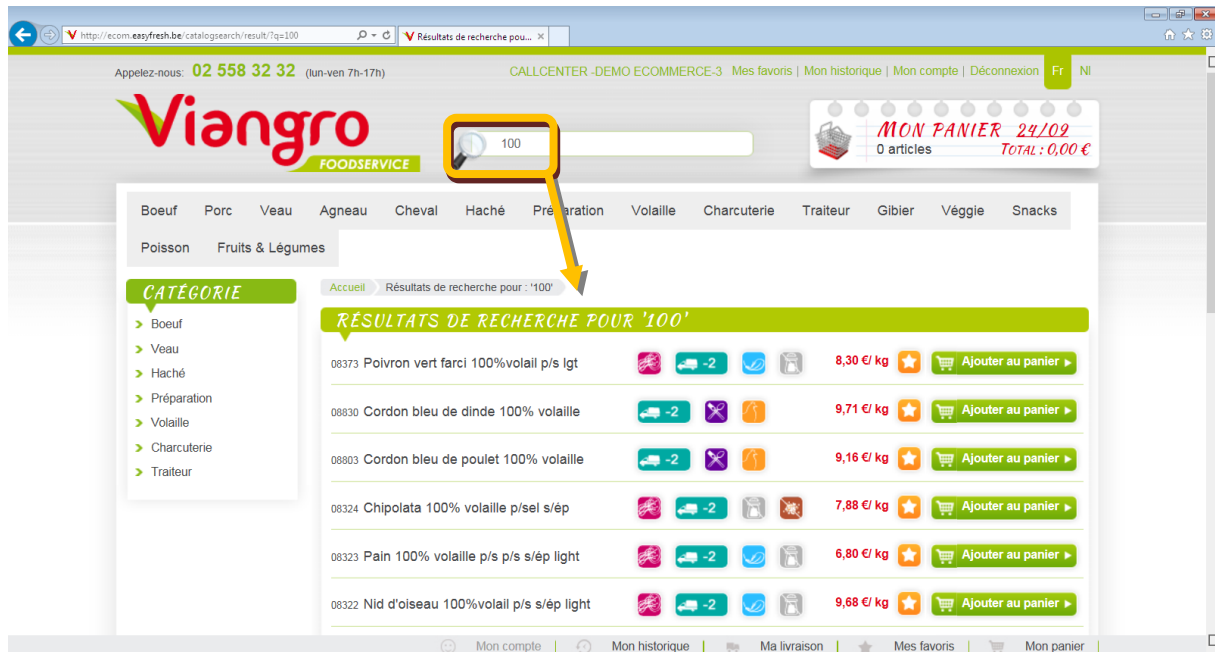 http://ecom.easyfresh.be/catalogsearch/result/?q=100
Résultats de recherche pou...
Appelez-nous: 02 558 32 32 (lun-ven 7h-17h)
CALLCENTER -DEMO ECOMMERCE-3 Mes favoris | Mon historique | Mon compte | Déconnexion Fr Nl
Viangro
FOODSERVICE
100
MON PANIER 24/09
0 articles TOTAL : 0,00 €
Boeuf Porc Veau Agneau Cheval Haché Préparation Volaille Charcuterie Traiteur Gibier Véggie Snacks
Poisson Fruits & Légumes
CATÉGORIE
Boeuf
Veau
Haché
Préparation
Volaille
Charcuterie
Traiteur
Accueil Résultats de recherche pour : '100'
RÉSULTATS DE RECHERCHE POUR '100'
08373 Poivron vert farci 100%volail p/s lgt -2 8,30 €/ kg Ajouter au panier
08830 Cordon bleu de dinde 100% volaille -2 9,71 €/ kg Ajouter au panier
08803 Cordon bleu de poulet 100% volaille -2 9,16 €/ kg Ajouter au panier
08324 Chipolata 100% volaille p/sel s/ép -2 7,88 €/ kg Ajouter au panier
08323 Pain 100% volaille p/s p/s s/ép light -2 6,80 €/ kg Ajouter au panier
08322 Nid d'oiseau 100%volail p/s s/ép light -2 9,68 €/ kg Ajouter au panier
Mon compte | Mon historique | Ma livraison | Mes favoris | Mon panier |